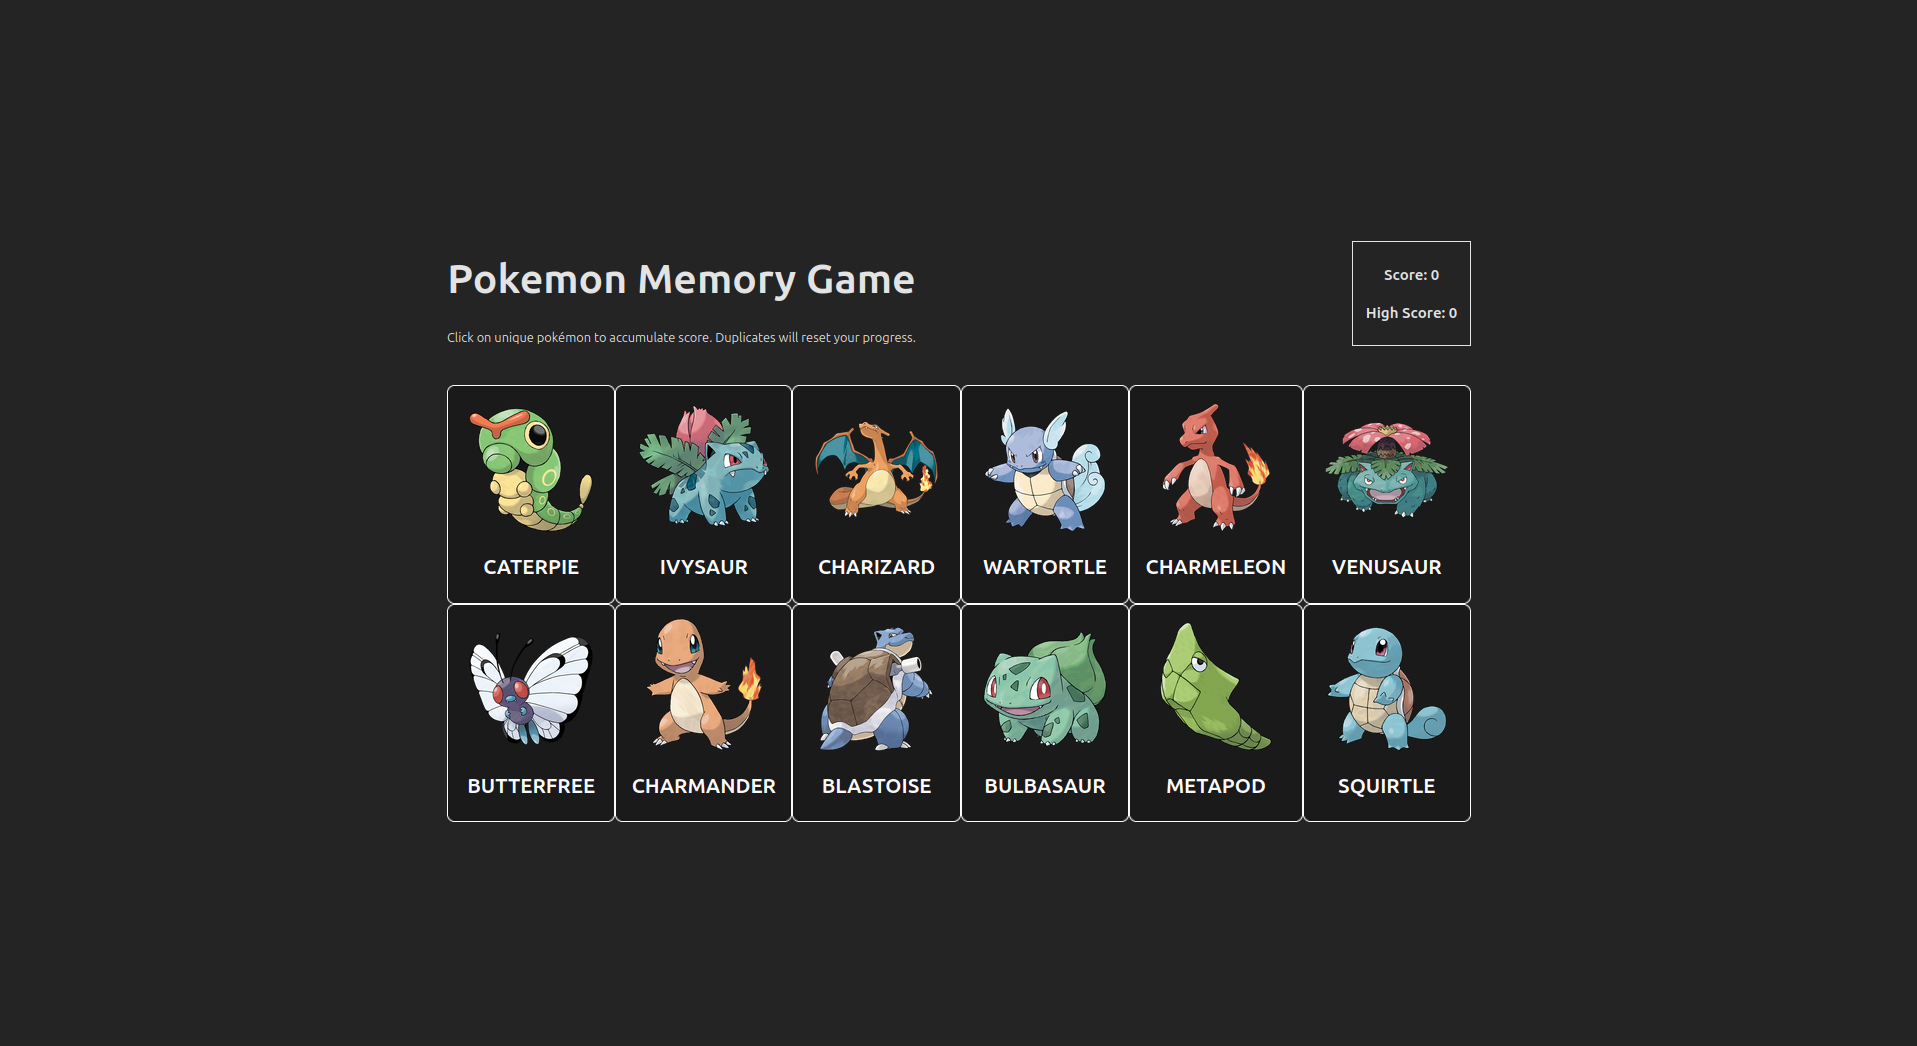 Pokemon Memory Game
Click on unique pokémon to accumulate score. Duplicates will reset your progress.
Score: 0
High Score: 0
CATERPIE
IVYSAUR
CHARIZARD
WARTORTLE
CHARMELEON
VENUSAUR
BUTTERFREE
CHARMANDER
BLASTOISE
BULBASAUR
METAPOD
SQUIRTLE